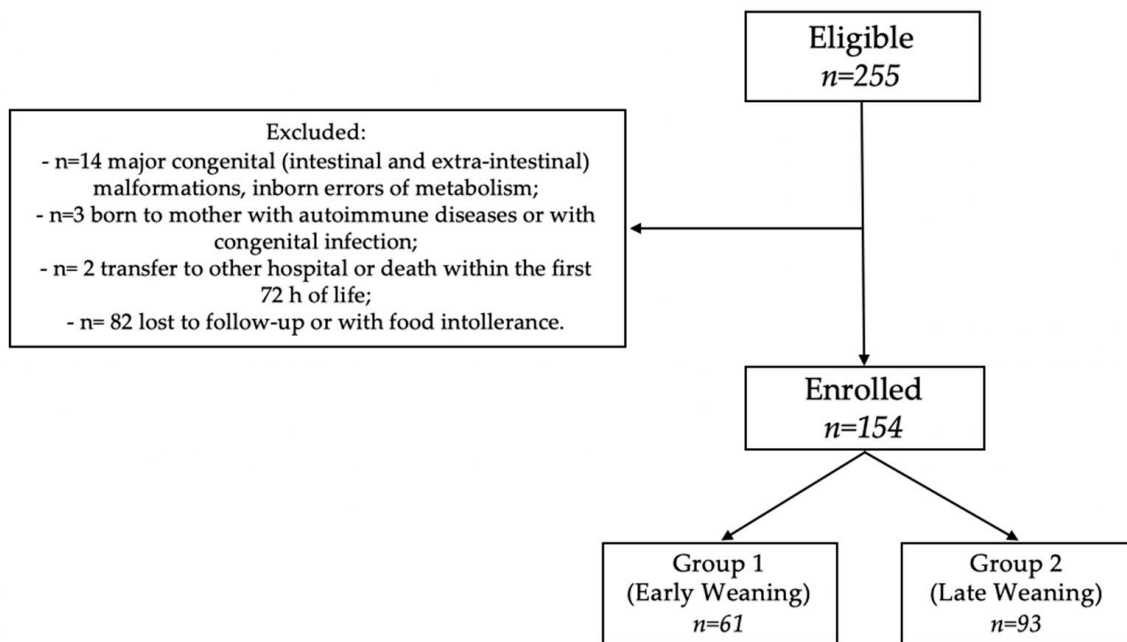 Eligible
n=255
Excluded:
- n=14 major congenital (intestinal and extra-intestinal)
malformations, inborn errors of metabolism;
- n=3 born to mother with autoimmune diseases or with
congenital infection;
- n= 2 transfer to other hospital or death within the first
72 h of life;
- n= 82 lost to follow-up or with food intollerance.
Enrolled
n=154
Group 1
(Early Weaning)
n=61
Group 2
(Late Weaning)
n=93